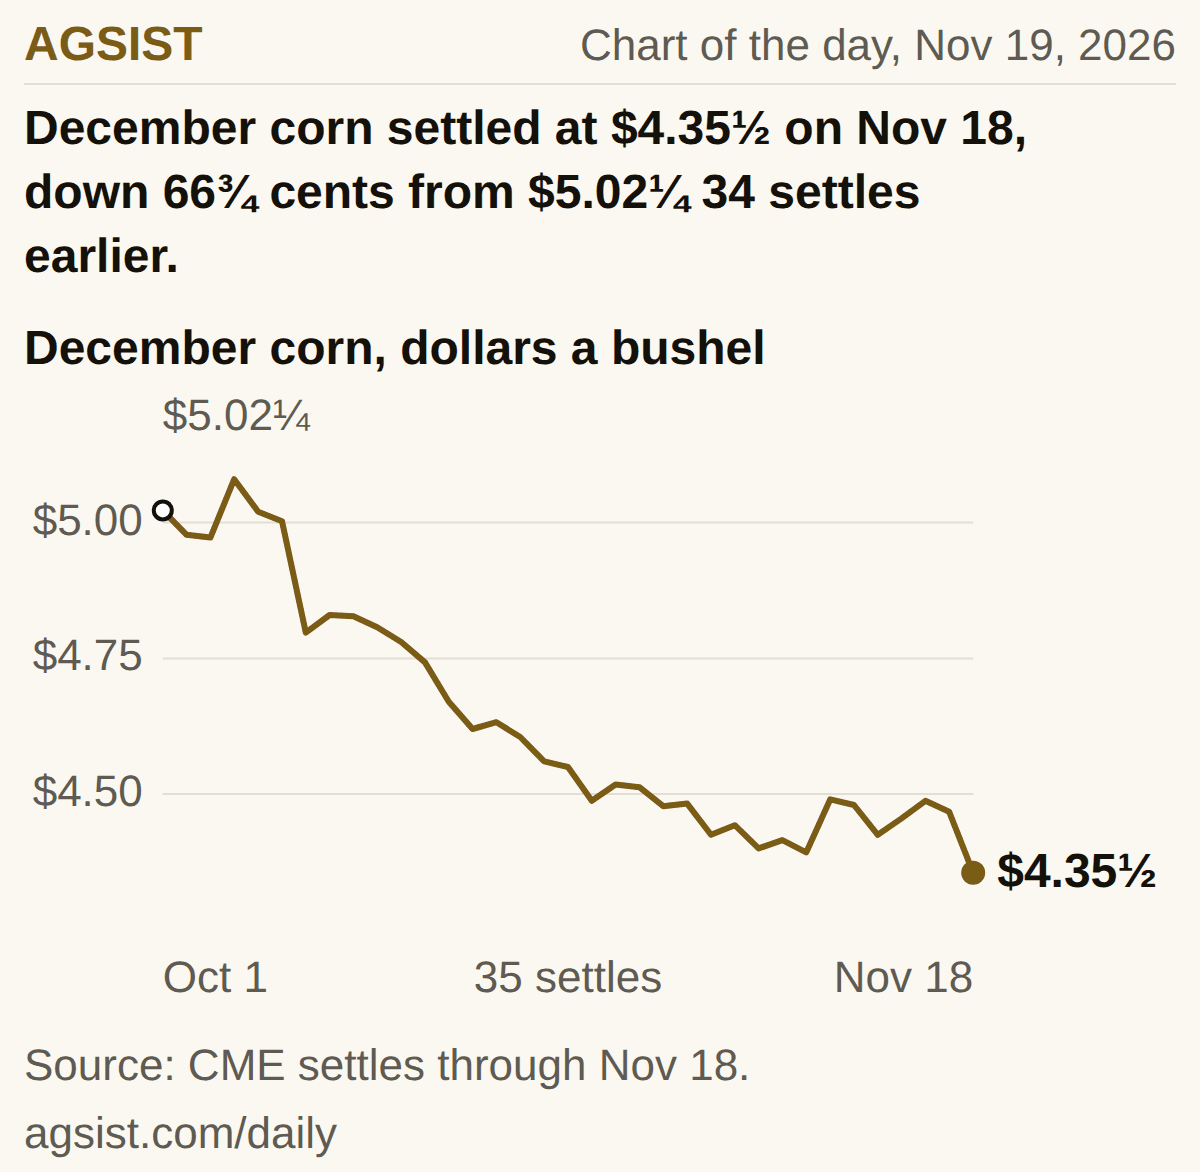 AGSIST
Chart of the day, Nov 19, 2026
December corn settled at $4.35½ on Nov 18,
down 66¾ cents from $5.02¼ 34 settles
earlier.
December corn, dollars a bushel
$5.02¼
$5.00
$4.75
$4.50
$4.35½
Oct 1
35 settles
Nov 18
Source: CME settles through Nov 18.
agsist.com/daily